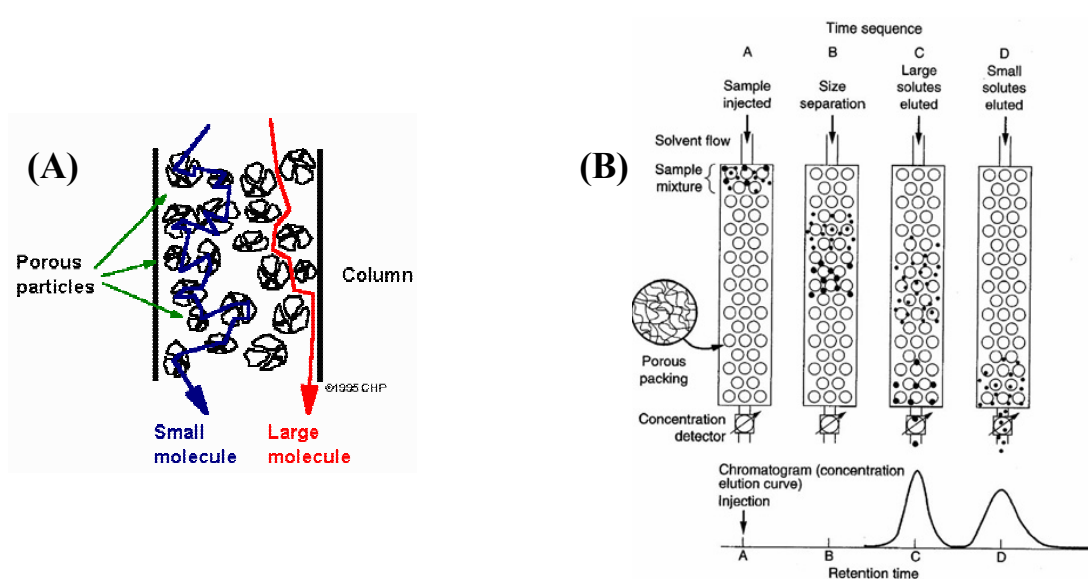 (A)
Porous
particles
Column
©1995 CHP
Small
molecule
Large
molecule
(B)
Time sequence
A
B
C
D
Sample
injected
Size
separation
Large
solutes
eluted
Small
solutes
eluted
Solvent flow
Sample
mixture
Porous
packing
Concentration
detector
Chromatogram (concentration
elution curve)
Injection
A
B
C
D
Retention time